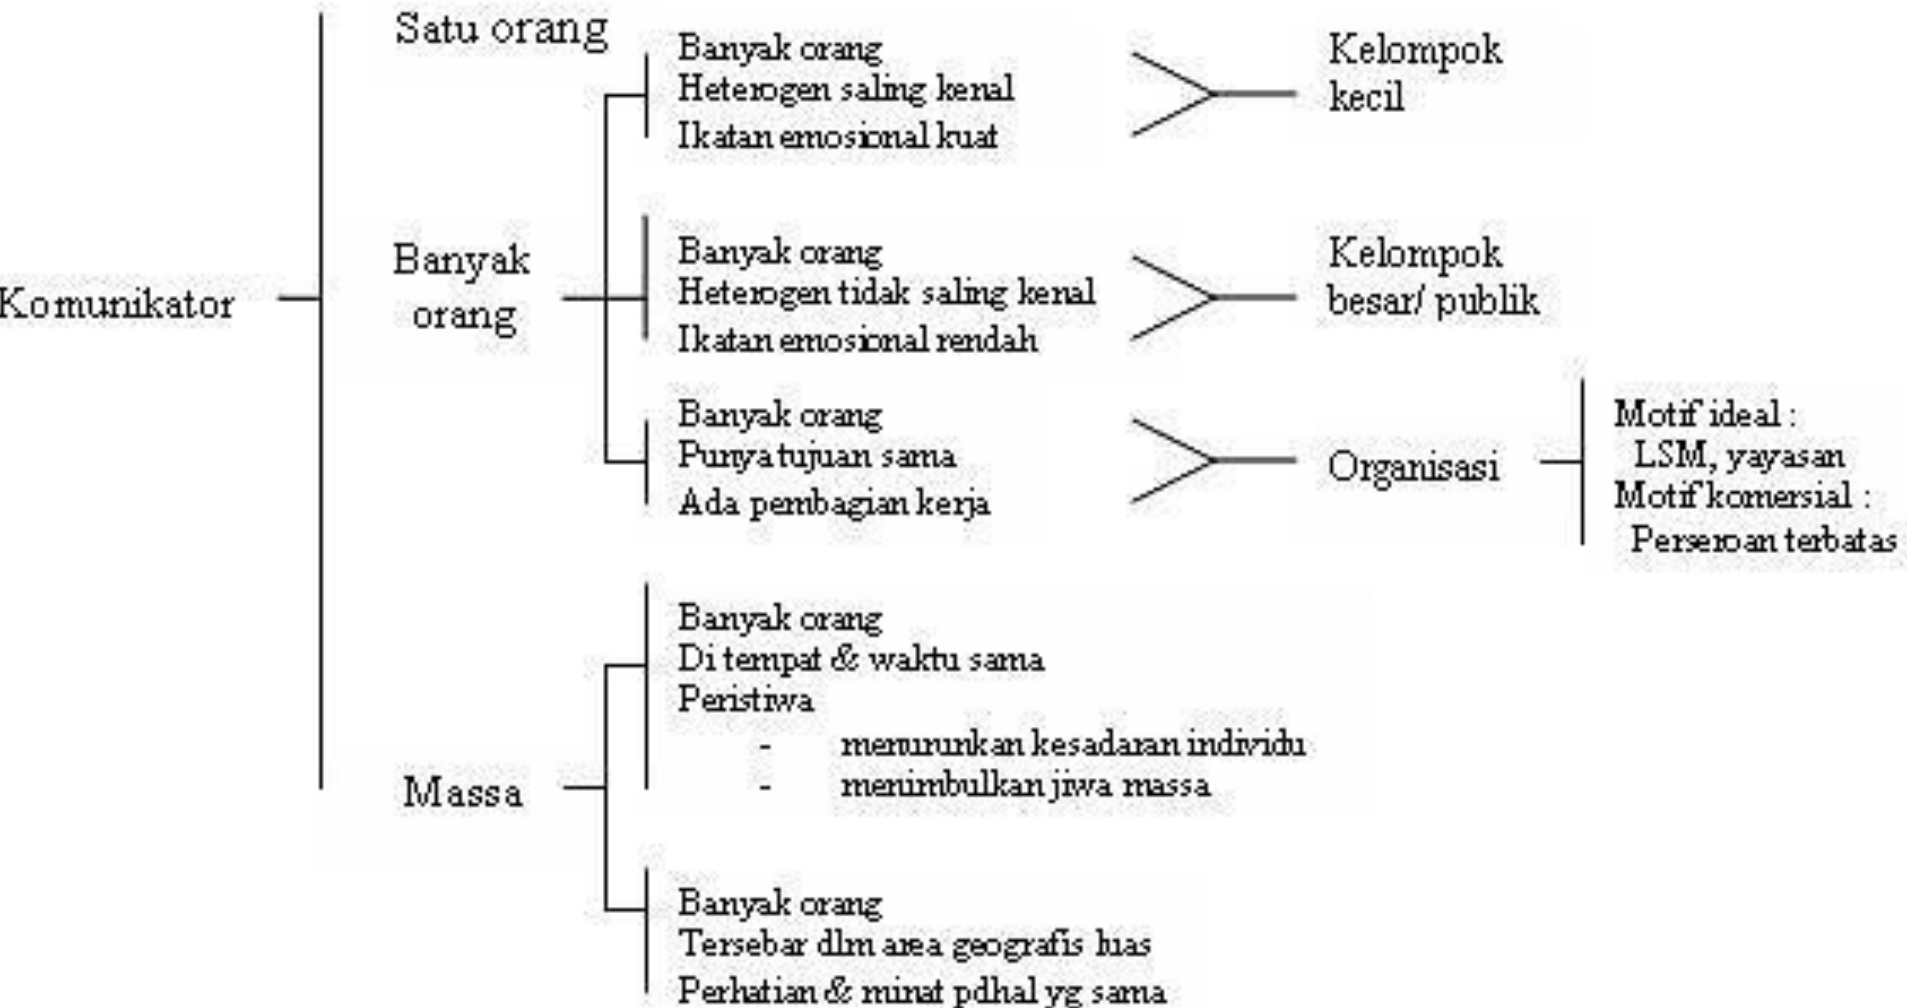 Satu orang
Banyak orang
Heterogen saling kenal
Ikatan emosional kuat
Kelompok
kecil
Komunikator
Banyak
orang
Banyak orang
Heterogen tidak saling kenal
Ikatan emosional rendah
Kelompok
besar/ publik
Banyak orang
Punya tujuan sama
Ada pembagian kerja
Organisasi
Motif ideal :
LSM, yayasan
Motif komersial :
Perseroan terbatas
Massa
Banyak orang
Di tempat & waktu sama
Peristiwa
- menurunkan kesadaran individu
- menimbulkan jiwa massa
Banyak orang
Tersebar dlm area geografis luas
Perhatian & minat pdhal yg sama